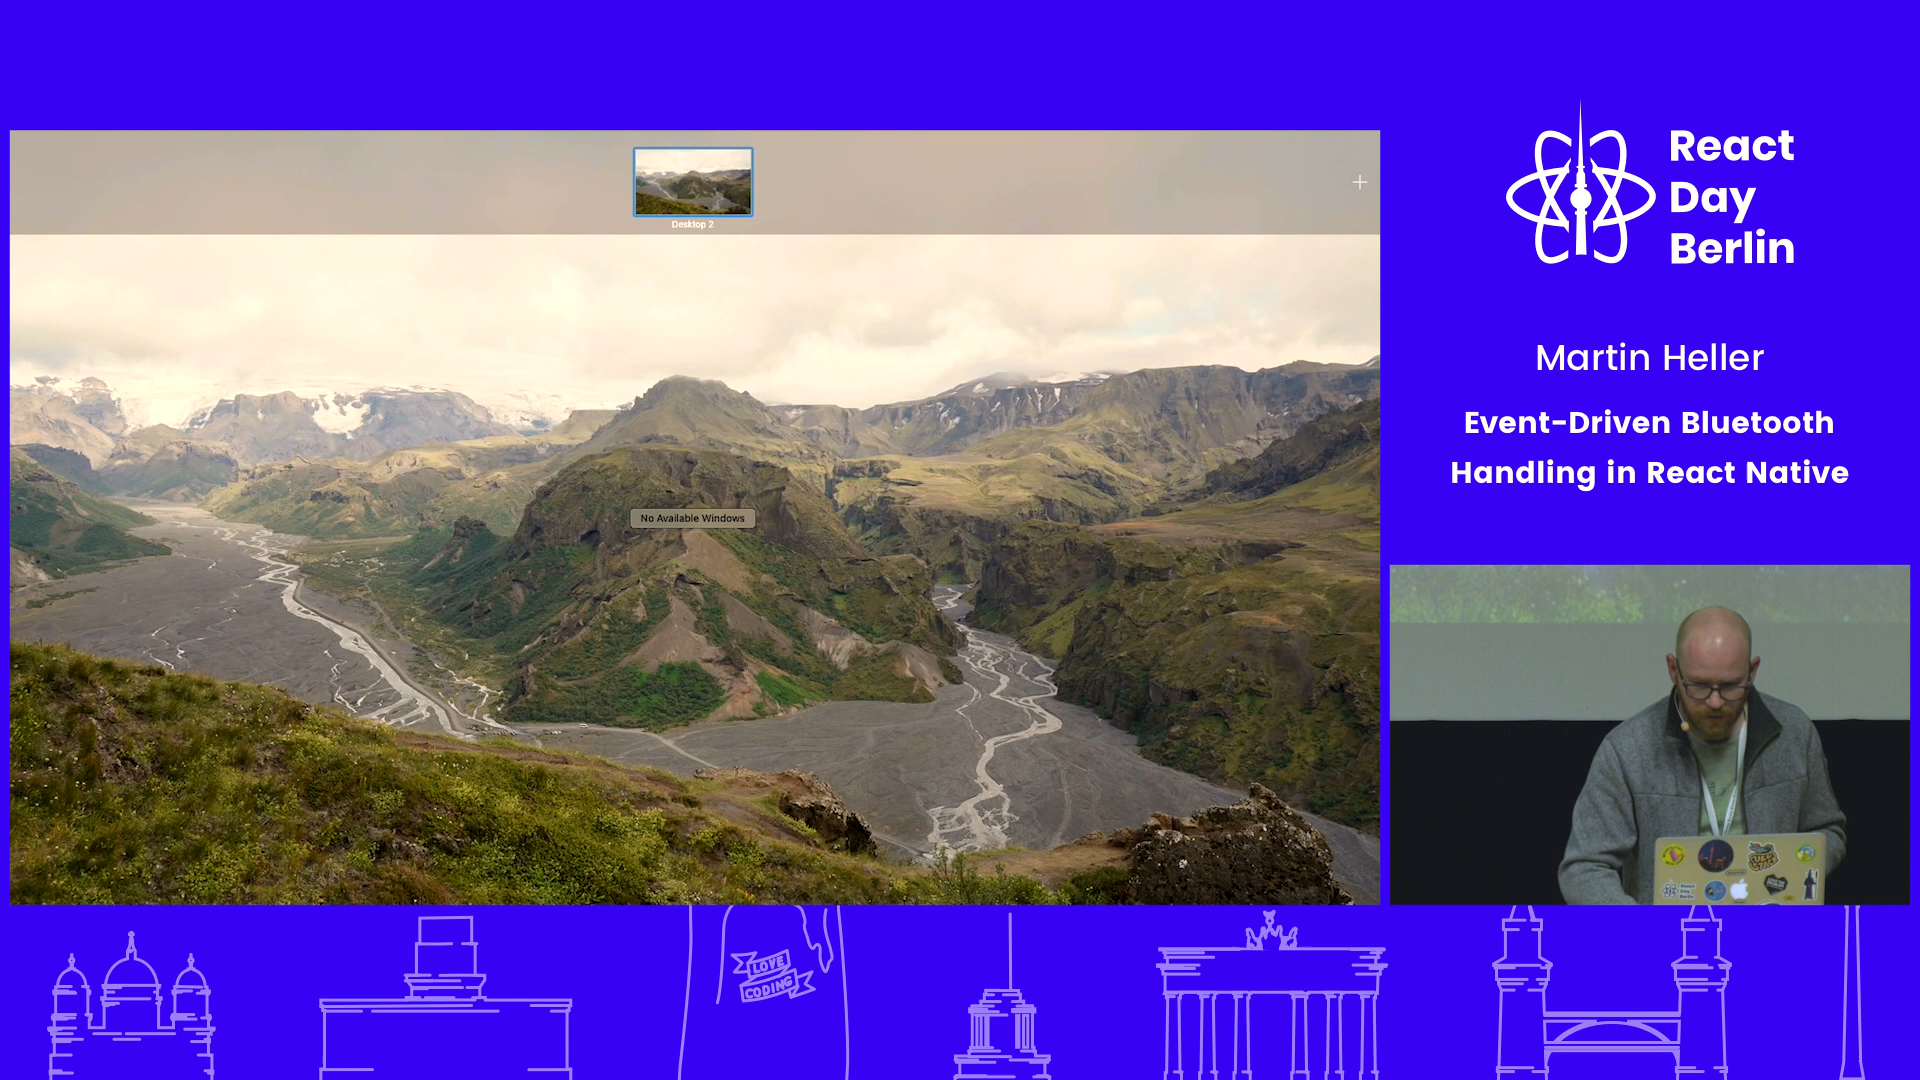 Desktop 2
No Available Windows
React
Day
Berlin
Martin Heller
Event-Driven Bluetooth
Handling in React Native
LOVE
CODING